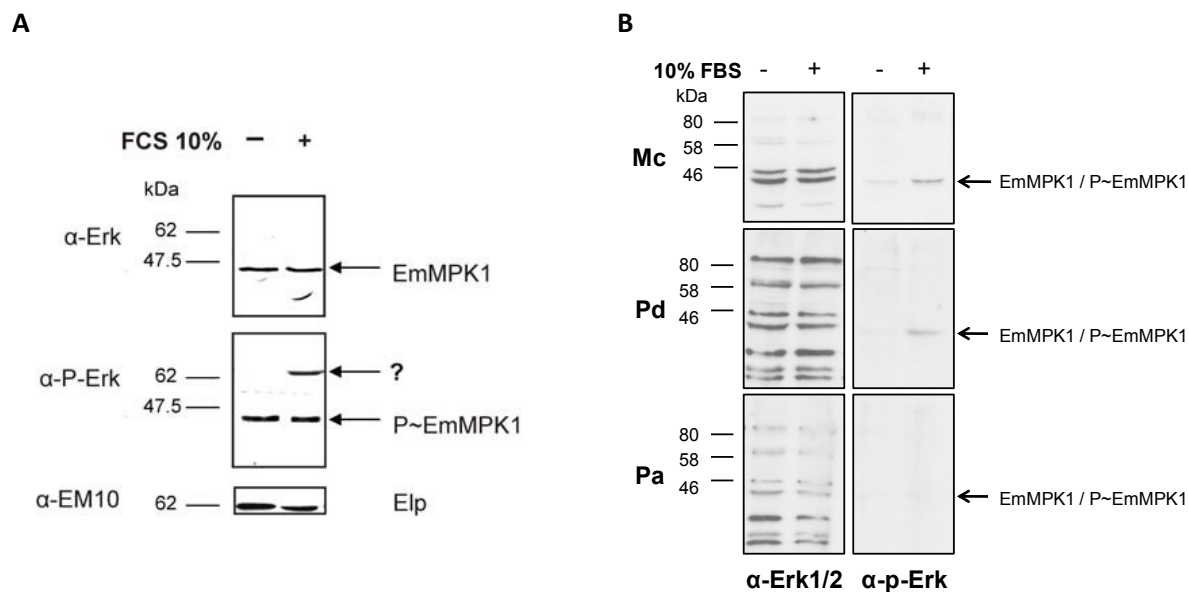 A
FCS 10% − +
kDa
α-Erk
62
47.5
EmMPK1
α-P-Erk
62
?
47.5
P~EmMPK1
α-EM10
62
Elp
B
10% FBS - + - +
kDa
Mc
80
58
46
EmMPK1 / P~EmMPK1
Pd
80
58
46
EmMPK1 / P~EmMPK1
Pa
80
58
46
EmMPK1 / P~EmMPK1
α-Erk1/2 α-p-Erk